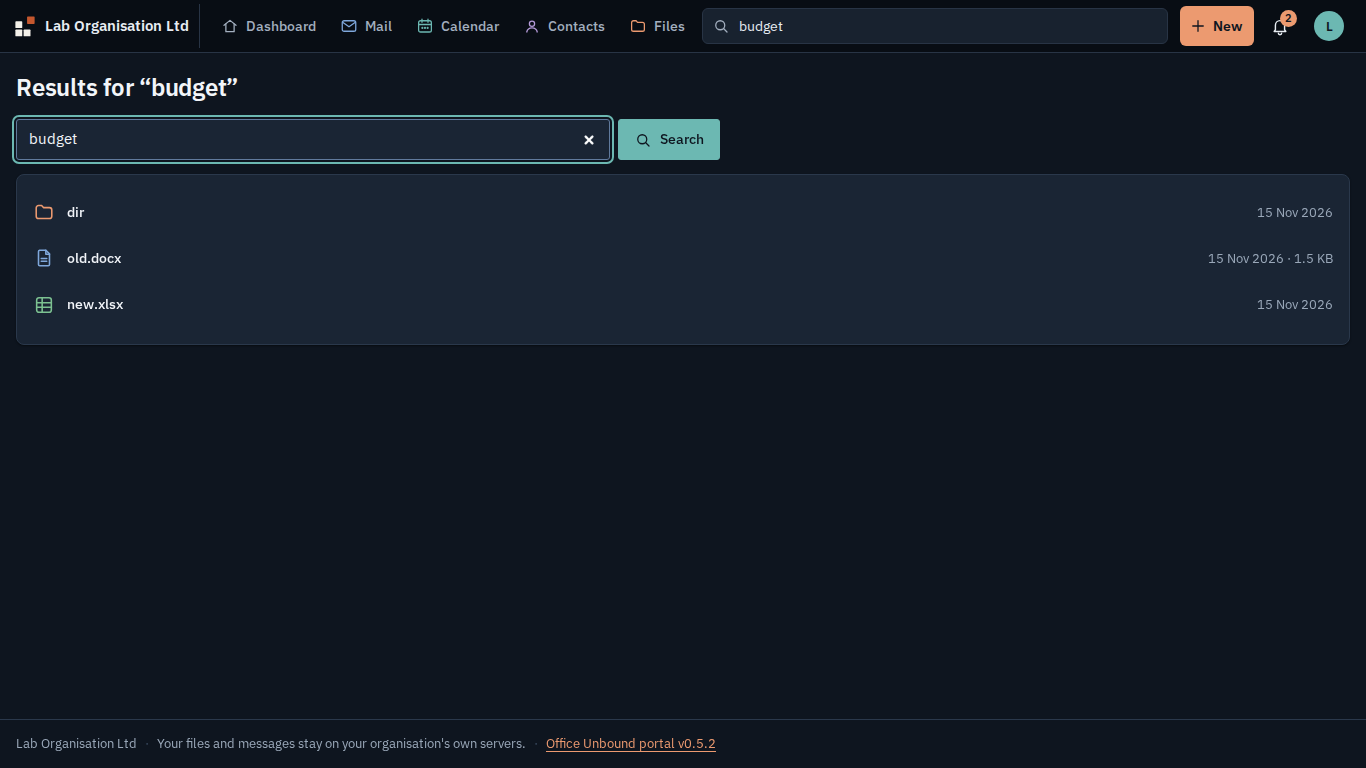 Lab Organisation Ltd
Dashboard
Mail
Calendar
Contacts
Files
budget
New
2
L
Results for “budget”
budget
Search
dir
15 Nov 2026
old.docx
15 Nov 2026 · 1.5 KB
new.xlsx
15 Nov 2026
Lab Organisation Ltd · Your files and messages stay on your organisation's own servers. · Office Unbound portal v0.5.2